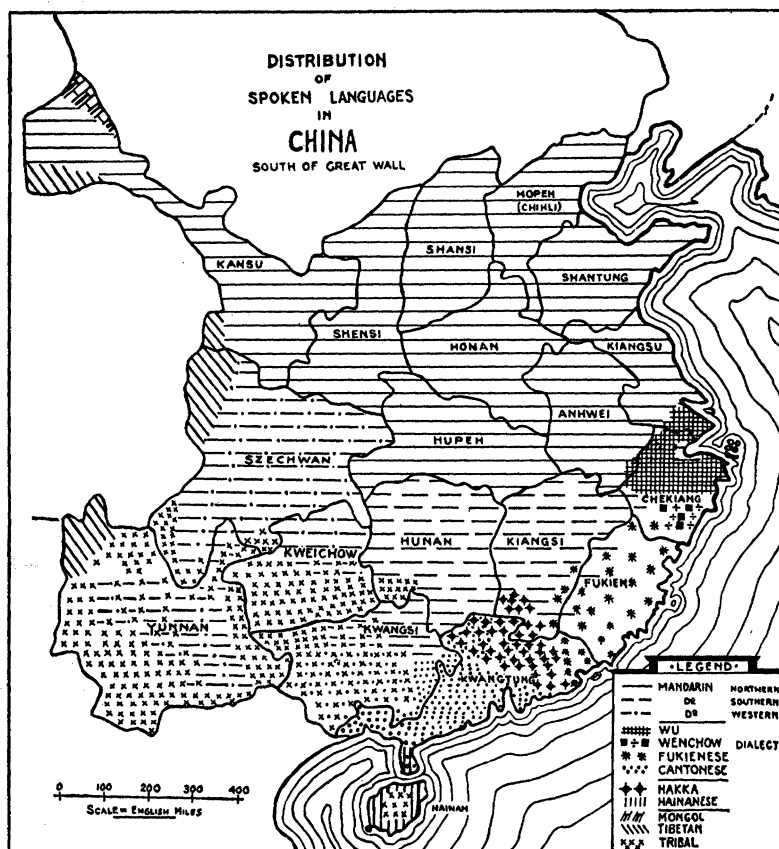 DISTRIBUTION
OF
SPOKEN LANGUAGES
IN
CHINA
SOUTH OF GREAT WALL
HOPEH
(CHIHLI)
SHANSI
KANSU
SHANTUNG
SHENSI
HONAN
KIANGSU
ANHWEI
HUPEH
SZECHWAN
CHEKIANG
KWEICHOW
HUNAN
KIANGSI
FUKIEN
YUNNAN
KWANGSI
KWANGTUNG
HAINAN
0 100 200 300 400
SCALE = ENGLISH MILES
·LEGEND·
MANDARIN NORTHERN
DO SOUTHERN
DO WESTERN
WU
WENCHOW DIALECT
FUKIENESE
CANTONESE
HAKKA
HAINANESE
MONGOL
TIBETAN
TRIBAL